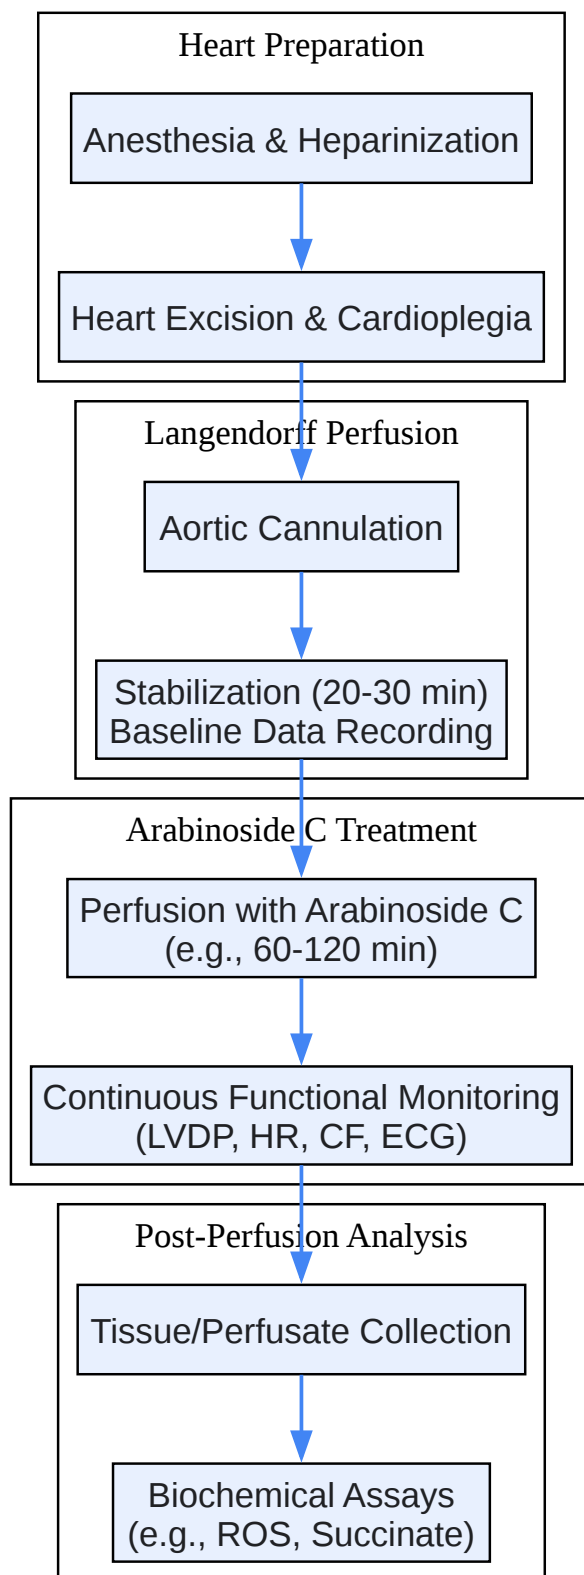 Heart Preparation
Anesthesia & Heparinization
Heart Excision & Cardioplegia
Langendorff Perfusion
Aortic Cannulation
Stabilization (20-30 min)
Baseline Data Recording
Arabinoside C Treatment
Perfusion with Arabinoside C
(e.g., 60-120 min)
Continuous Functional Monitoring
(LVDP, HR, CF, ECG)
Post-Perfusion Analysis
Tissue/Perfusate Collection
Biochemical Assays
(e.g., ROS, Succinate)